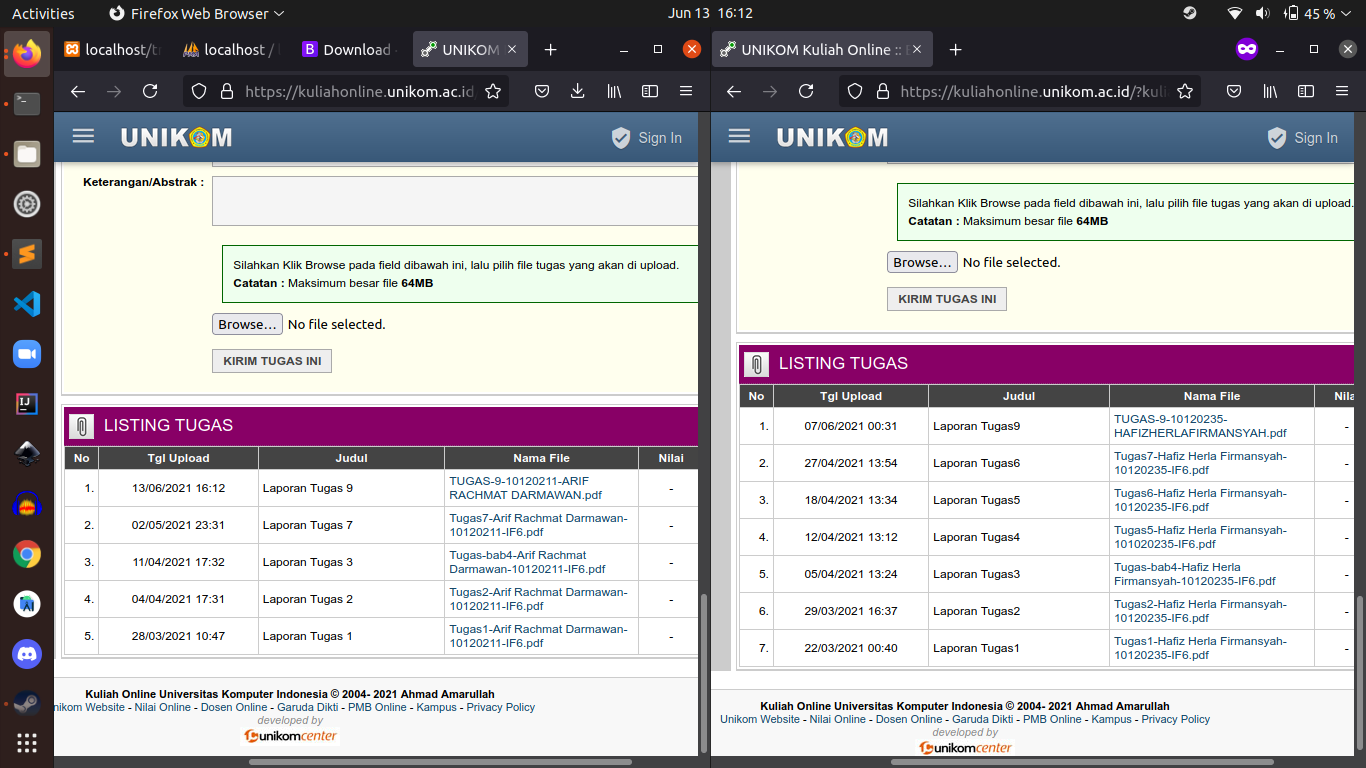 Activities
Firefox Web Browser
Jun 13 16:12
45 %
localhost/tr
localhost /
Download
UNIKOM
UNIKOM Kuliah Online ::
https://kuliahonline.unikom.ac.id
https://kuliahonline.unikom.ac.id/?kuli
UNIKOM
Sign In
Keterangan/Abstrak :
Silahkan Klik Browse pada field dibawah ini, lalu pilih file tugas yang akan di upload.
Catatan : Maksimum besar file 64MB
Browse...
No file selected.
KIRIM TUGAS INI
LISTING TUGAS
No Tgl Upload Judul Nama File Nilai
1. 13/06/2021 16:12 Laporan Tugas 9 TUGAS-9-10120211-ARIF
RACHMAT DARMAWAN.pdf -
2. 02/05/2021 23:31 Laporan Tugas 7 Tugas7-Arif Rachmat Darmawan-
10120211-IF6.pdf -
3. 11/04/2021 17:32 Laporan Tugas 3 Tugas-bab4-Arif Rachmat
Darmawan-10120211-IF6.pdf -
4. 04/04/2021 17:31 Laporan Tugas 2 Tugas2-Arif Rachmat Darmawan-
10120211-IF6.pdf -
5. 28/03/2021 10:47 Laporan Tugas 1 Tugas1-Arif Rachmat Darmawan-
10120211-IF6.pdf -
Kuliah Online Universitas Komputer Indonesia © 2004- 2021 Ahmad Amarullah
nikom Website - Nilai Online - Dosen Online - Garuda Dikti - PMB Online - Kampus - Privacy Policy
developed by
unikomcenter
UNIKOM
Sign In
Silahkan Klik Browse pada field dibawah ini, lalu pilih file tugas yang akan di upload.
Catatan : Maksimum besar file 64MB
Browse...
No file selected.
KIRIM TUGAS INI
LISTING TUGAS
No Tgl Upload Judul Nama File Nila
1. 07/06/2021 00:31 Laporan Tugas9 TUGAS-9-10120235-
HAFIZHERLAFIRMANSYAH.pdf -
2. 27/04/2021 13:54 Laporan Tugas6 Tugas7-Hafiz Herla Firmansyah-
10120235-IF6.pdf -
3. 18/04/2021 13:34 Laporan Tugas5 Tugas6-Hafiz Herla Firmansyah-
10120235-IF6.pdf -
4. 12/04/2021 13:12 Laporan Tugas4 Tugas5-Hafiz Herla Firmansyah-
101020235-IF6.pdf -
5. 05/04/2021 13:24 Laporan Tugas3 Tugas-bab4-Hafiz Herla
Firmansyah-10120235-IF6.pdf -
6. 29/03/2021 16:37 Laporan Tugas2 Tugas2-Hafiz Herla Firmansyah-
10120235-IF6.pdf -
7. 22/03/2021 00:40 Laporan Tugas1 Tugas1-Hafiz Herla Firmansyah-
10120235-IF6.pdf -
Kuliah Online Universitas Komputer Indonesia © 2004- 2021 Ahmad Amarullah
Unikom Website - Nilai Online - Dosen Online - Garuda Dikti - PMB Online - Kampus - Privacy Policy
developed by
unikomcenter